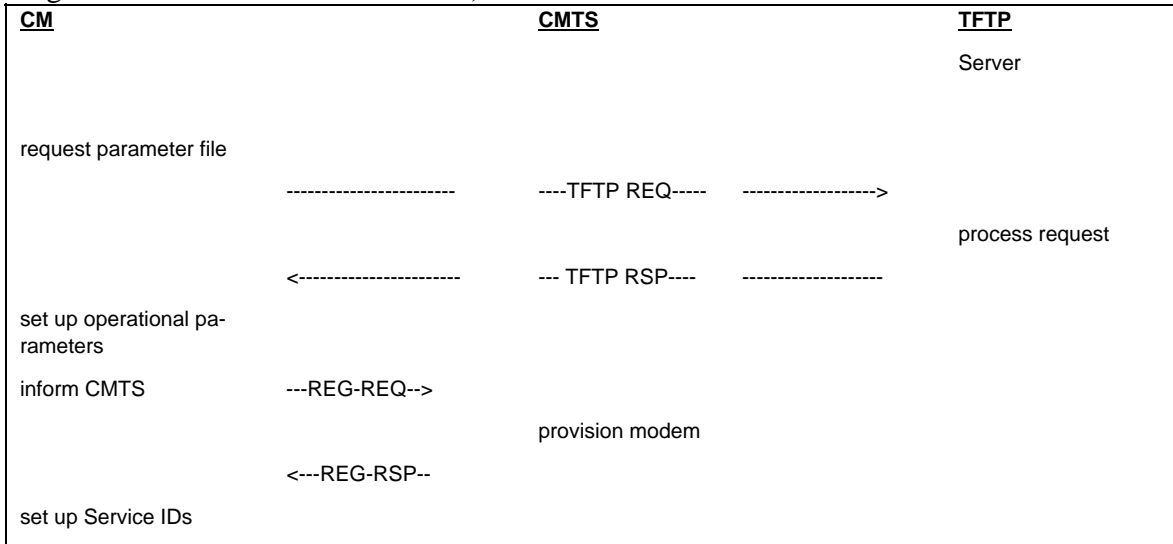 CM CMTS TFTP
Server
request parameter file
------------------------ ----TFTP REQ----- ------------------->
process request
<----------------------- --- TFTP RSP---- --------------------
set up operational pa-
rameters
inform CMTS ---REG-REQ-->
provision modem
<---REG-RSP--
set up Service IDs